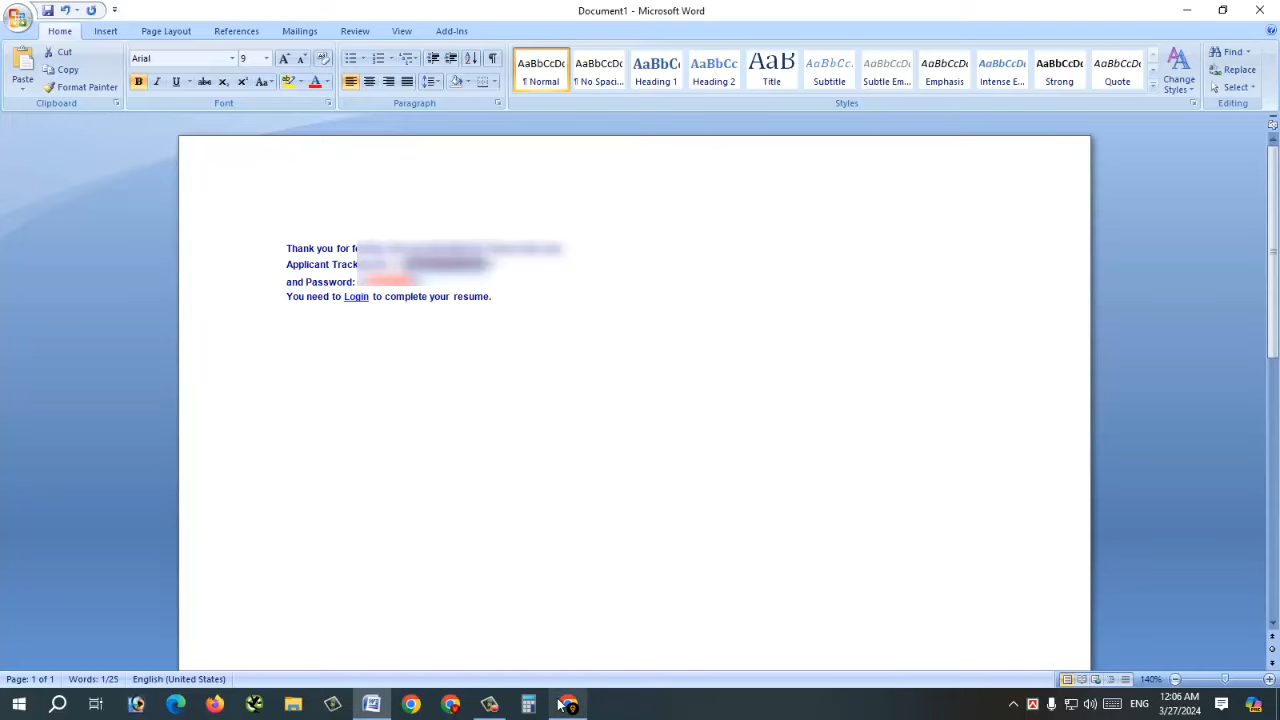 Document1 - Microsoft Word
Home Insert Page Layout References Mailings Review View Add-Ins
Paste
Cut
Copy
Format Painter
Clipboard
Arial 9
Font
Paragraph
AaBbCcDc AaBbCcDc AaBbC AaBbCc AaB AaBbCc. AaBbCcDc AaBbCcDc AaBbCcDc AaBbCcDc AaBbCcDc
¶ Normal ¶ No Spaci... Heading 1 Heading 2 Title Subtitle Subtle Em... Emphasis Intense E... Strong Quote
Change Styles
Styles
Find
Replace
Select
Editing
Thank you for
Applicant Track
and Password:
You need to Login to complete your resume.
Page: 1 of 1 Words: 1/25 English (United States) 140%
ENG
12:06 AM
3/27/2024